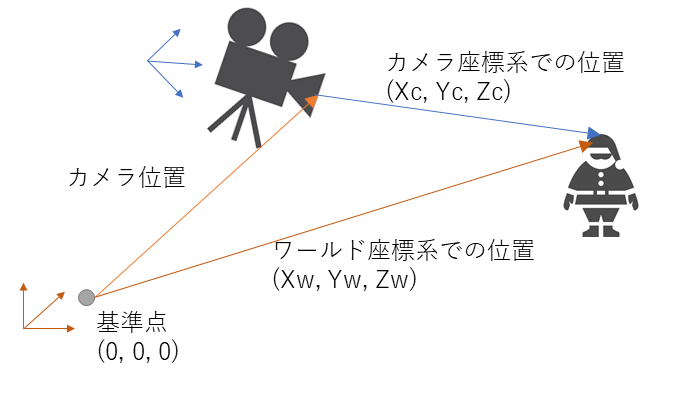 カメラ座標系での位置
(Xc, Yc, Zc)
カメラ位置
ワールド座標系での位置
(Xw, Yw, Zw)
基準点
(0, 0, 0)